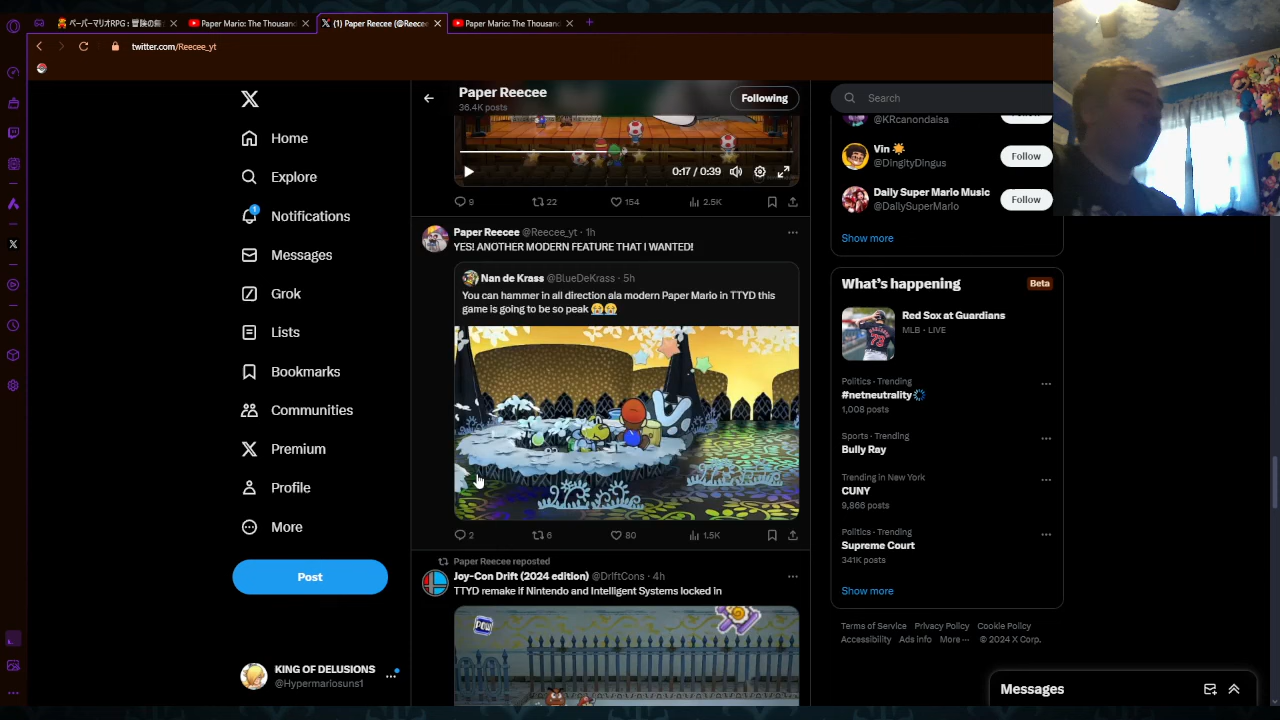 ペーパーマリオRPG : 冒険の舞
Paper Mario: The Thousand
(1) Paper Reecee (@Reece
Paper Mario: The Thousand
twitter.com/Reecee_yt
Paper Reecee
36.4K posts
Following
0:17 / 0:39
9
22
154
2.5K
Paper Reecee @Reecee_yt · 1h
YES! ANOTHER MODERN FEATURE THAT I WANTED!
Nan de Krass @BlueDeKrass · 5h
You can hammer in all direction ala modern Paper Mario in TTYD this
game is going to be so peak 😭😭
2
6
80
1.5K
Paper Reecee reposted
Joy-Con Drift (2024 edition) @DriftCons · 4h
TTYD remake if Nintendo and Intelligent Systems locked in
POW
Home
Explore
1
Notifications
Messages
Grok
Lists
Bookmarks
Communities
Premium
Profile
More
Post
KING OF DELUSIONS
@Hypermariosuns1
Search
@KRcanondalsa
Vin ☀️
@DingityDingus
Follow
Daily Super Mario Music
@DailySuperMario
Follow
Show more
What's happening
Beta
Red Sox at Guardians
MLB · LIVE
Politics · Trending
#netneutrality
1,008 posts
Sports · Trending
Bully Ray
Trending in New York
CUNY
9,866 posts
Politics · Trending
Supreme Court
341K posts
Show more
Terms of Service Privacy Policy Cookie Policy
Accessibility Ads info More ··· © 2024 X Corp.
Messages